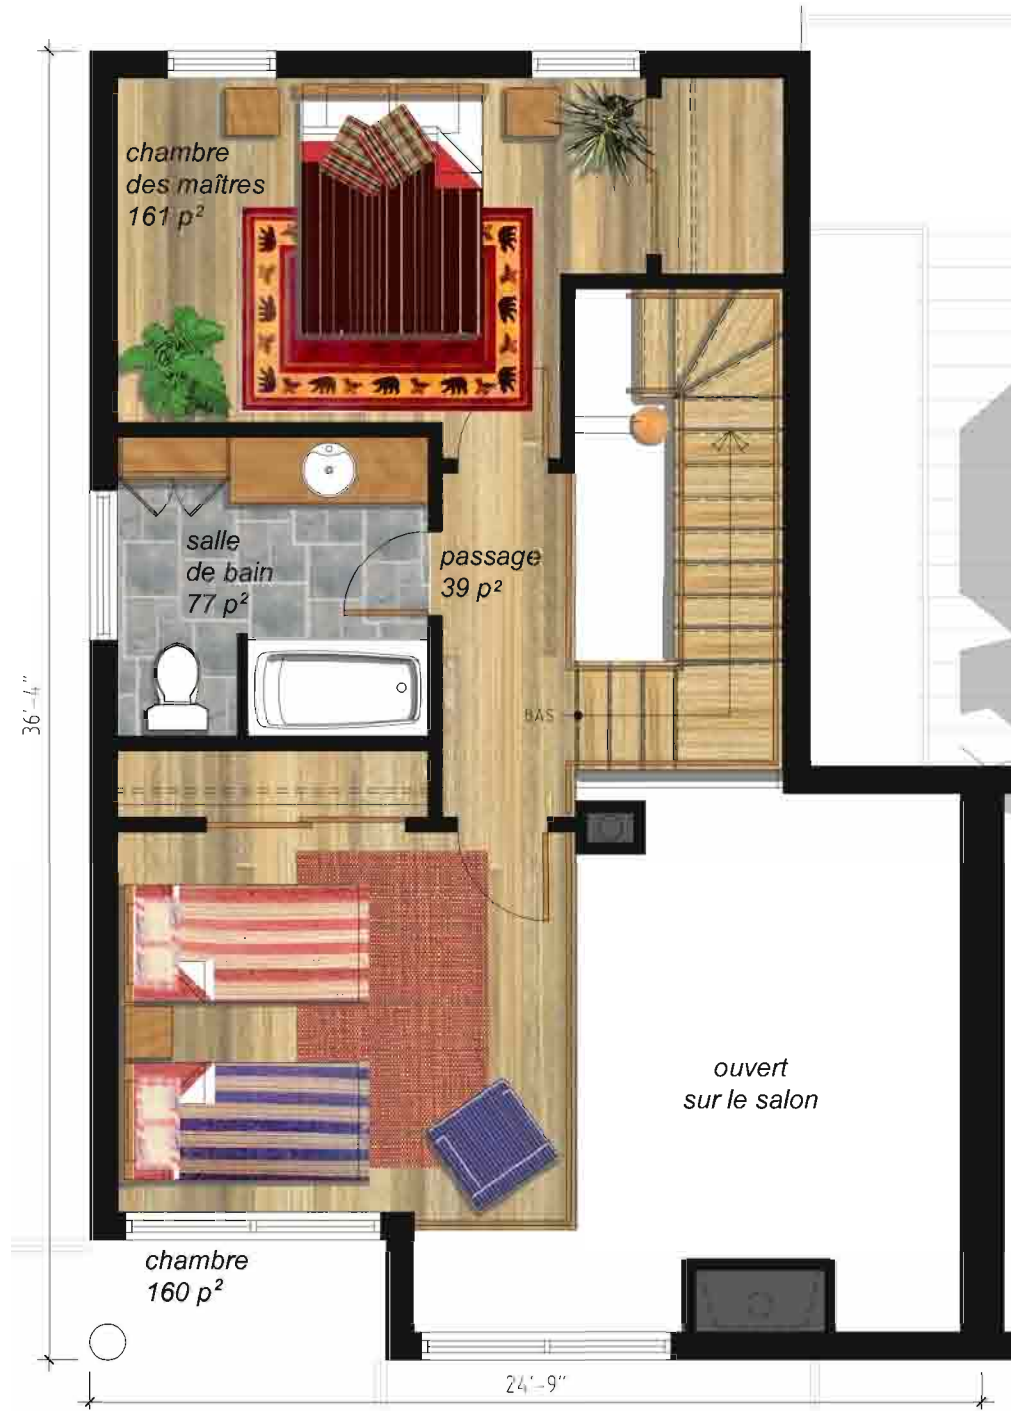 chambre
des maîtres
161 p²
salle
de bain
77 p²
passage
39 p²
36'-4"
BAS
ouvert
sur le salon
chambre
160 p²
24'-9"